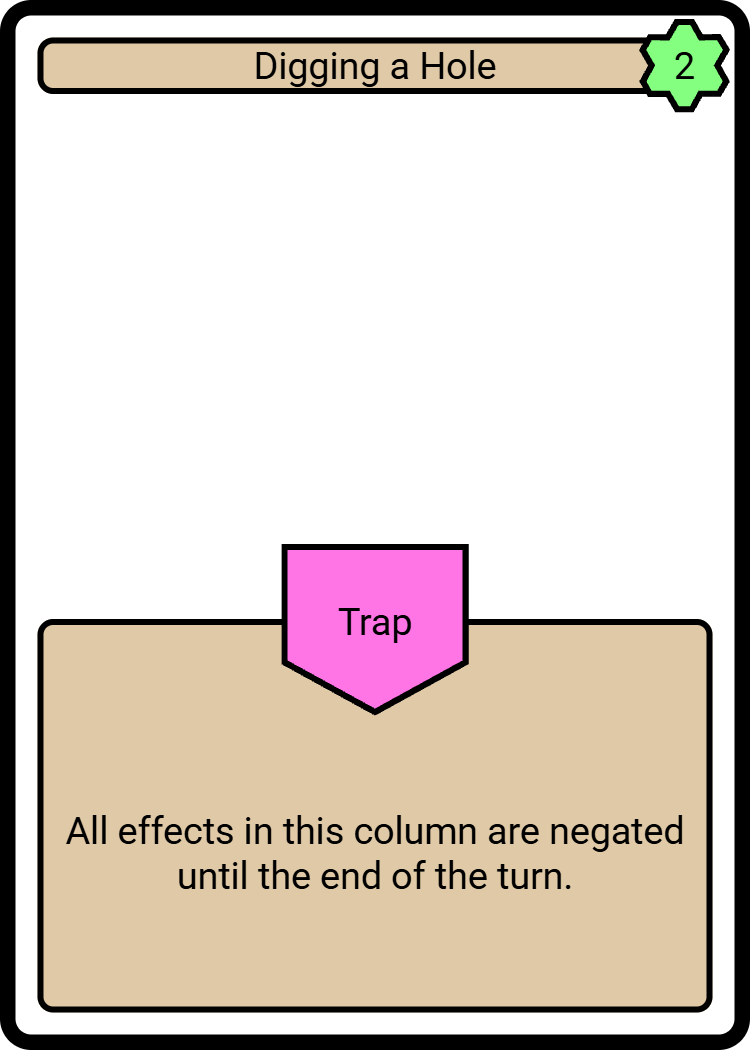 Digging a Hole
2
Trap
All effects in this column are negated
until the end of the turn.